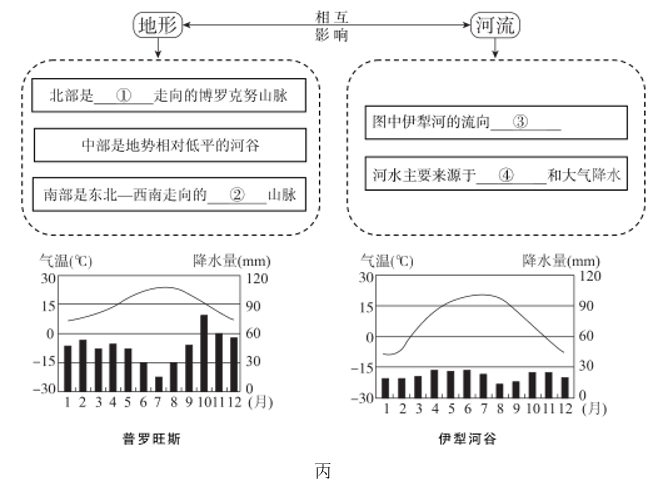 地形
相互
影响
河流
北部是 ① 走向的博罗克努山脉
中部是地势相对低平的河谷
南部是东北—西南走向的 ② 山脉
图中伊犁河的流向 ③
河水主要来源于 ④ 和大气降水
气温(℃) 降水量(mm)
30 120
15 90
0 60
-15 30
-30 0
1 2 3 4 5 6 7 8 9 10 11 12 (月)
普罗旺斯
气温(℃) 降水量(mm)
30 120
15 90
0 60
-15 30
-30 0
1 2 3 4 5 6 7 8 9 10 11 12 (月)
伊犁河谷
丙